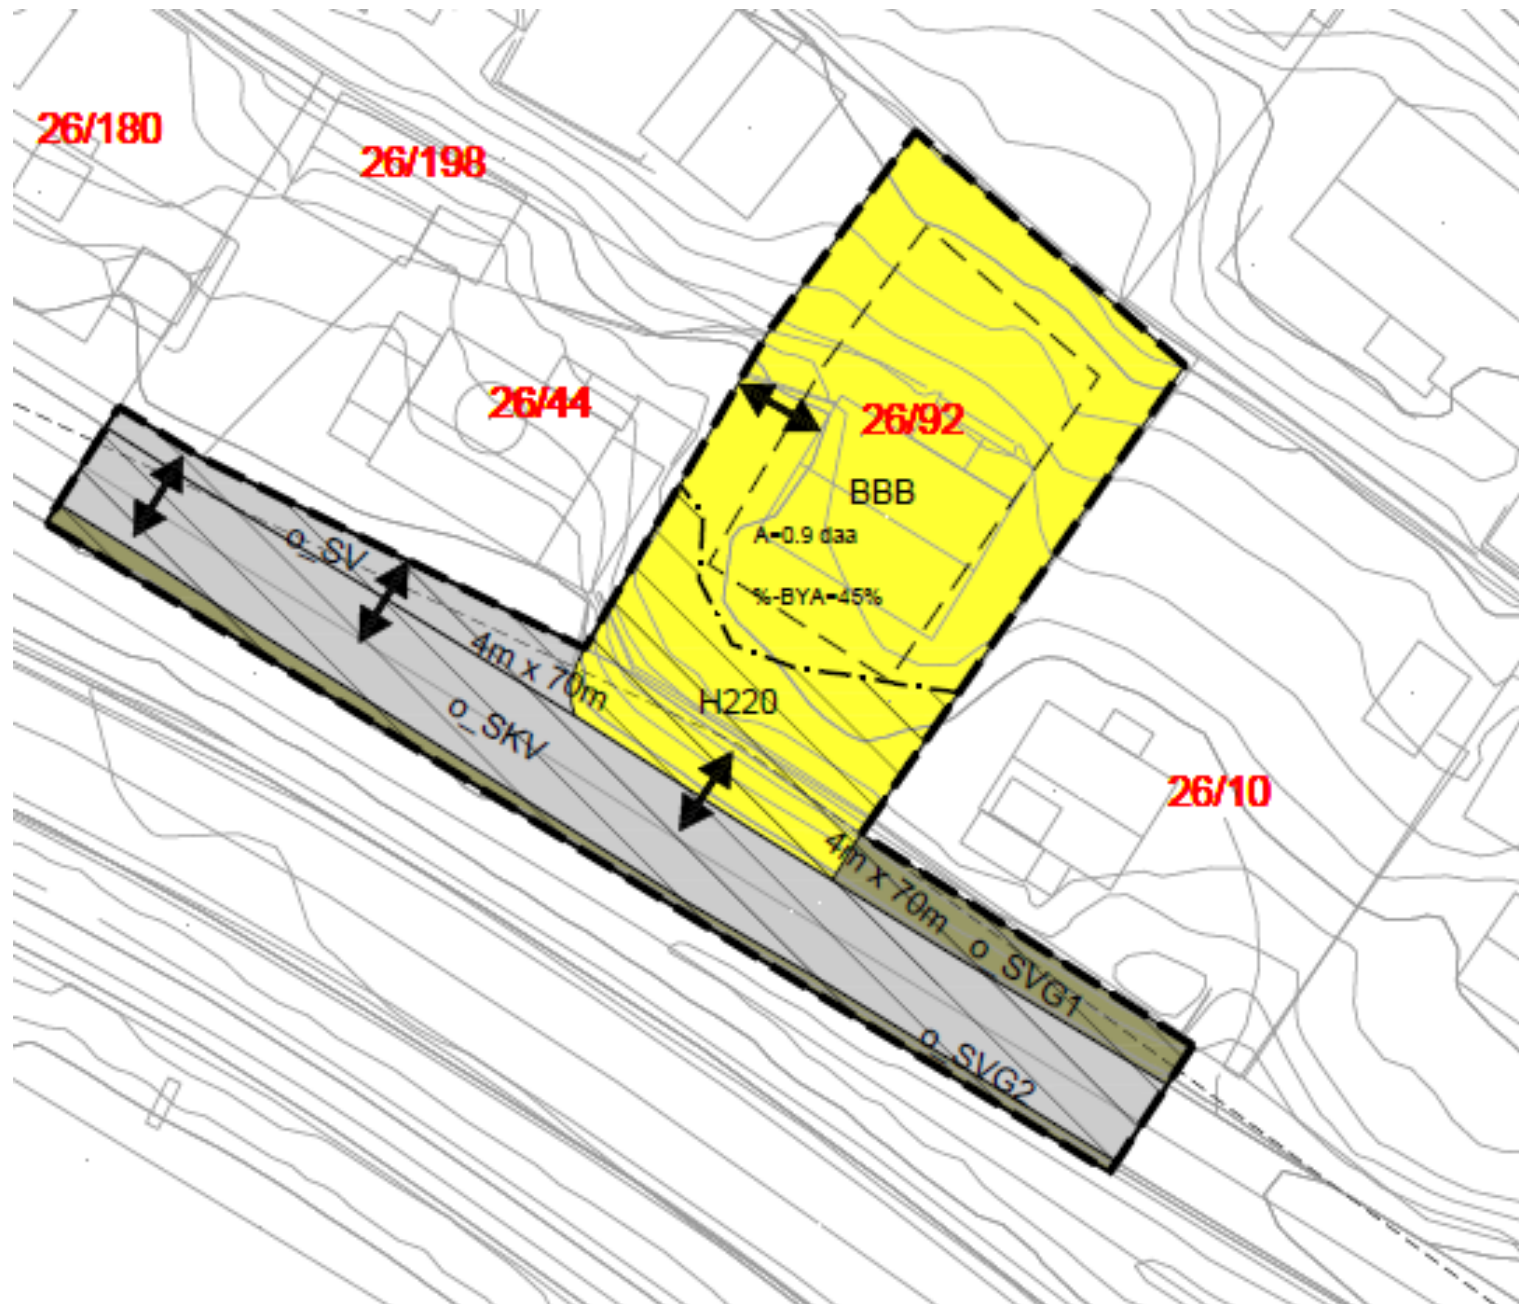 26/180
26/198
26/44
26/92
BBB
A=0.9 daa
%-BYA=45%
o_SV
4m x 70m
H220
o_SKV
26/10
4m x 70m
o_SVG1
o_SVG2